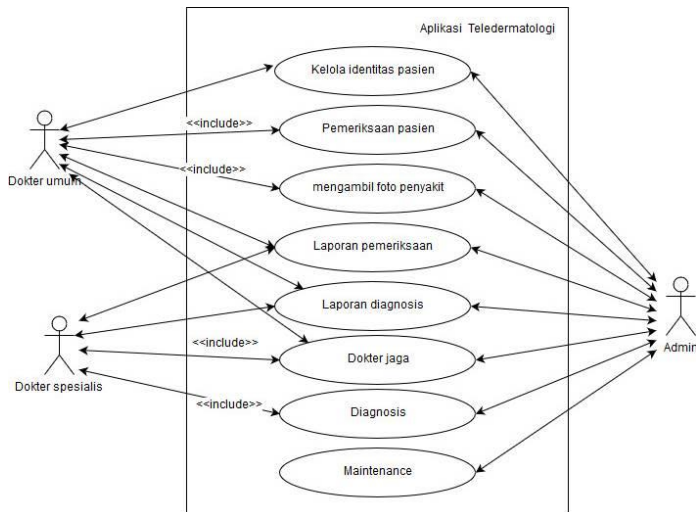 Aplikasi Teledermatologi
Kelola identitas pasien
<<include>>
Pemeriksaan pasien
<<include>>
mengambil foto penyakit
Dokter umum
Laporan pemeriksaan
Laporan diagnosis
Admin
<<include>>
Dokter jaga
Dokter spesialis
<<include>>
Diagnosis
Maintenance